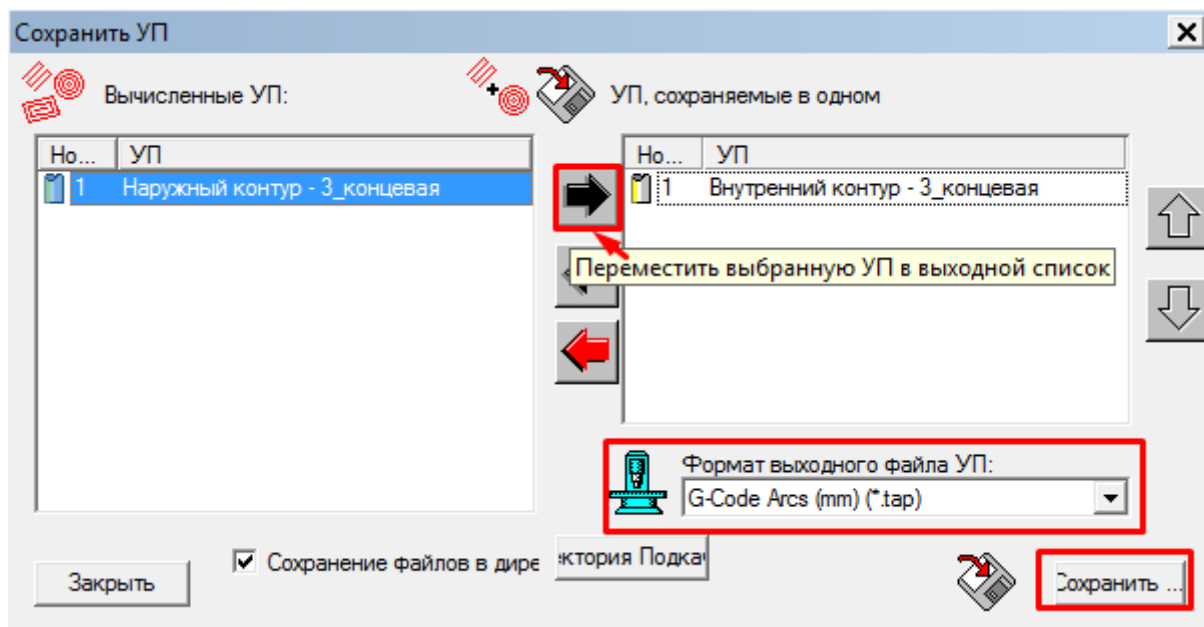 Сохранить УП
Вычисленные УП:
УП, сохраняемые в одном
Но... УП
1 Наружный контур - 3_концевая
Но... УП
1 Внутренний контур - 3_концевая
Переместить выбранную УП в выходной список
Формат выходного файла УП:
G-Code Arcs (mm) (*.tap)
Сохранение файлов в дире
ектория Подкач
Закрыть
Сохранить ...